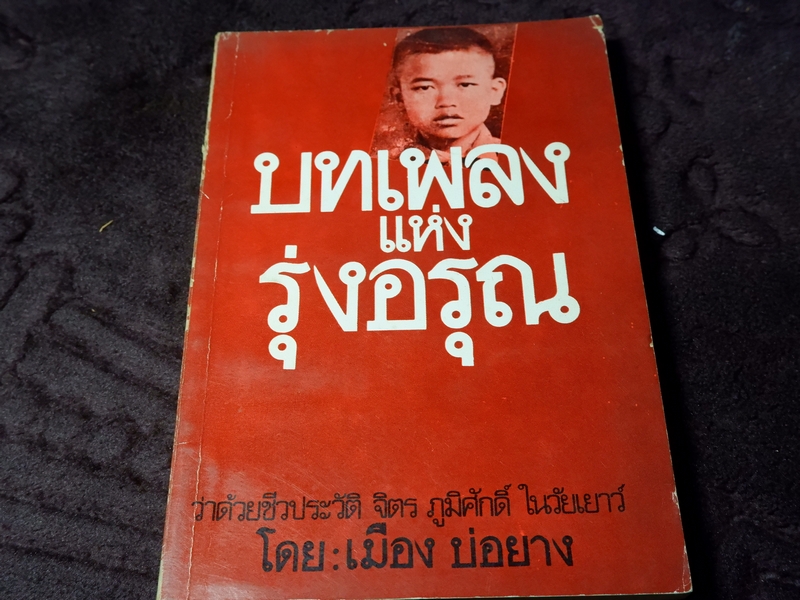 บทเพลง
แห่ง
รุ่งอรุณ
ว่าด้วยชีวประวัติ จิตร ภูมิศักดิ์ ในวัยเยาว์
โดย : เมือง บ่อยาง